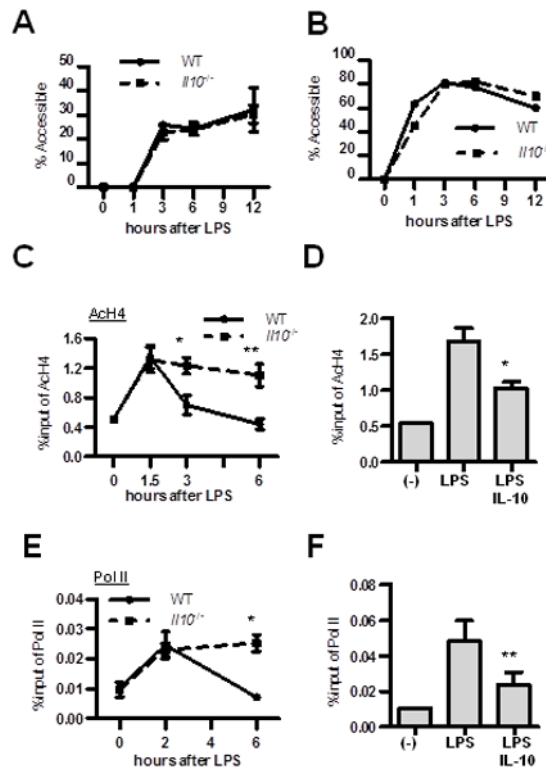 A
WT
Il10-/-
% Accessible
50
40
30
20
10
0
0 1 3 6 9 12
hours after LPS
B
100
80
60
40
20
0
% Accessible
WT
Il10-/-
0 1 3 6 9 12
hours after LPS
C
AcH4
WT
Il10-/-
* **
%input of AcH4
1.6
1.2
0.8
0.4
0.0
0 1.5 3 6
hours after LPS
D
%input of AcH4
2.0
1.5
1.0
0.5
0.0
*
(-) LPS LPS
IL-10
E
Pol II
WT
Il10-/-
*
%input of Pol II
0.04
0.03
0.02
0.01
0.00
0 2 4 6
hours after LPS
F
%input of Pol II
0.08
0.06
0.04
0.02
0.00
**
(-) LPS LPS
IL-10